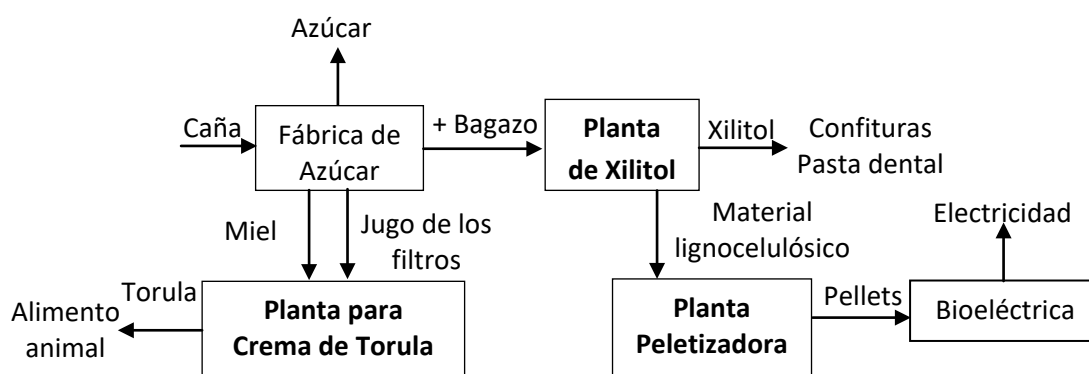 Azúcar
Caña
Fábrica de
Azúcar
+ Bagazo
Planta
de Xilitol
Xilitol
Confituras
Pasta dental
Miel
Jugo de los
filtros
Material
lignocelulósico
Electricidad
Alimento
animal
Torula
Planta para
Crema de Torula
Planta
Peletizadora
Pellets
Bioeléctrica